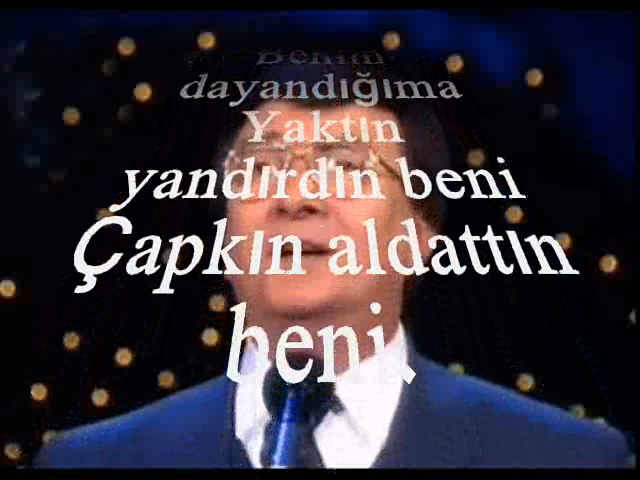 Benim
dayandığıma
Yaktın
yandırdın beni
Çapkın aldattın
beni,